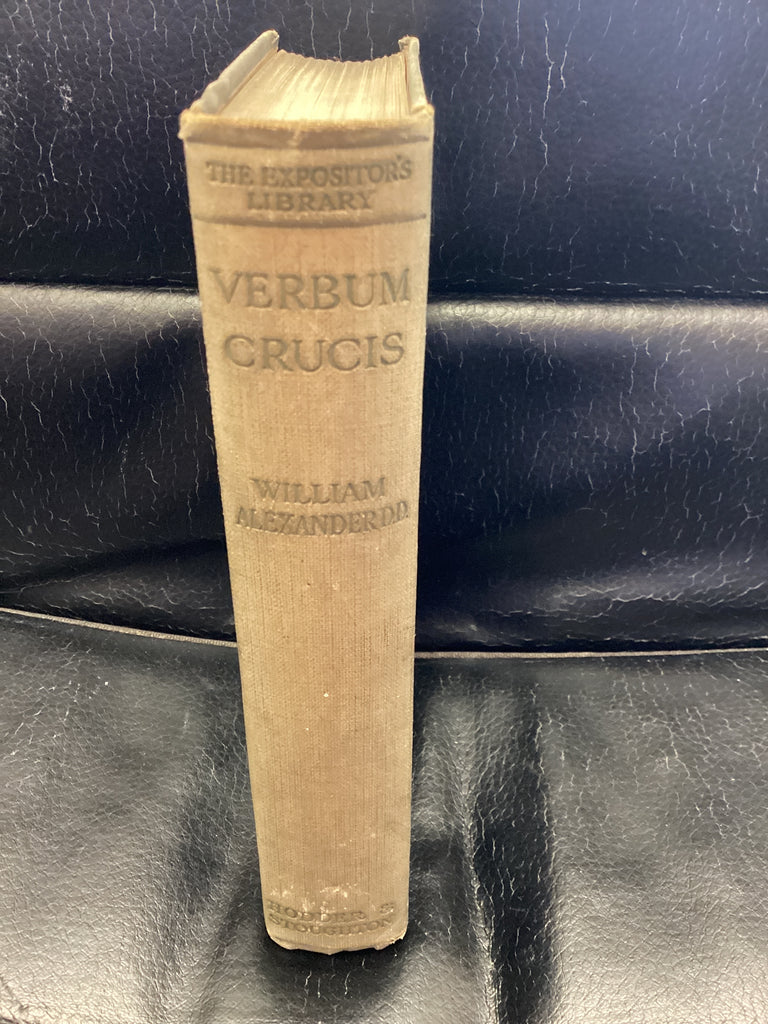 THE EXPOSITOR'S
LIBRARY
VERBUM
CRUCIS
WILLIAM
ALEXANDER D.D.
HODDER &
STOUGHTON